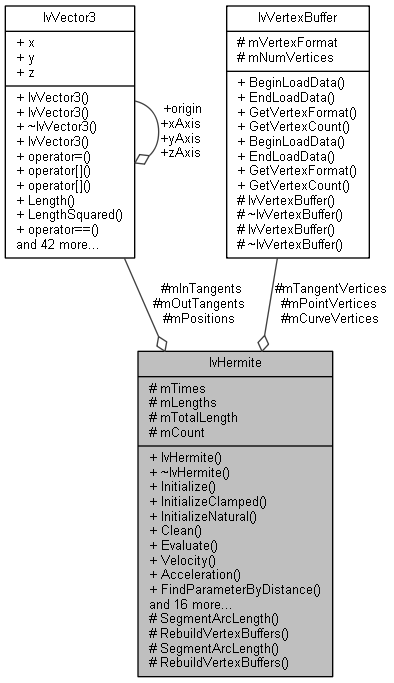 IvVector3
+ x
+ y
+ z
+ IvVector3()
+ IvVector3()
+ ~IvVector3()
+ IvVector3()
+ operator=()
+ operator[]()
+ operator[]()
+ Length()
+ LengthSquared()
+ operator==()
and 42 more...
+origin
+xAxis
+yAxis
+zAxis
IvVertexBuffer
# mVertexFormat
# mNumVertices
+ BeginLoadData()
+ EndLoadData()
+ GetVertexFormat()
+ GetVertexCount()
+ BeginLoadData()
+ EndLoadData()
+ GetVertexFormat()
+ GetVertexCount()
# IvVertexBuffer()
# ~IvVertexBuffer()
# IvVertexBuffer()
# ~IvVertexBuffer()
#mInTangents
#mOutTangents
#mPositions
#mTangentVertices
#mPointVertices
#mCurveVertices
IvHermite
# mTimes
# mLengths
# mTotalLength
# mCount
+ IvHermite()
+ ~IvHermite()
+ Initialize()
+ InitializeClamped()
+ InitializeNatural()
+ Clean()
+ Evaluate()
+ Velocity()
+ Acceleration()
+ FindParameterByDistance()
and 16 more...
# SegmentArcLength()
# RebuildVertexBuffers()
# SegmentArcLength()
# RebuildVertexBuffers()